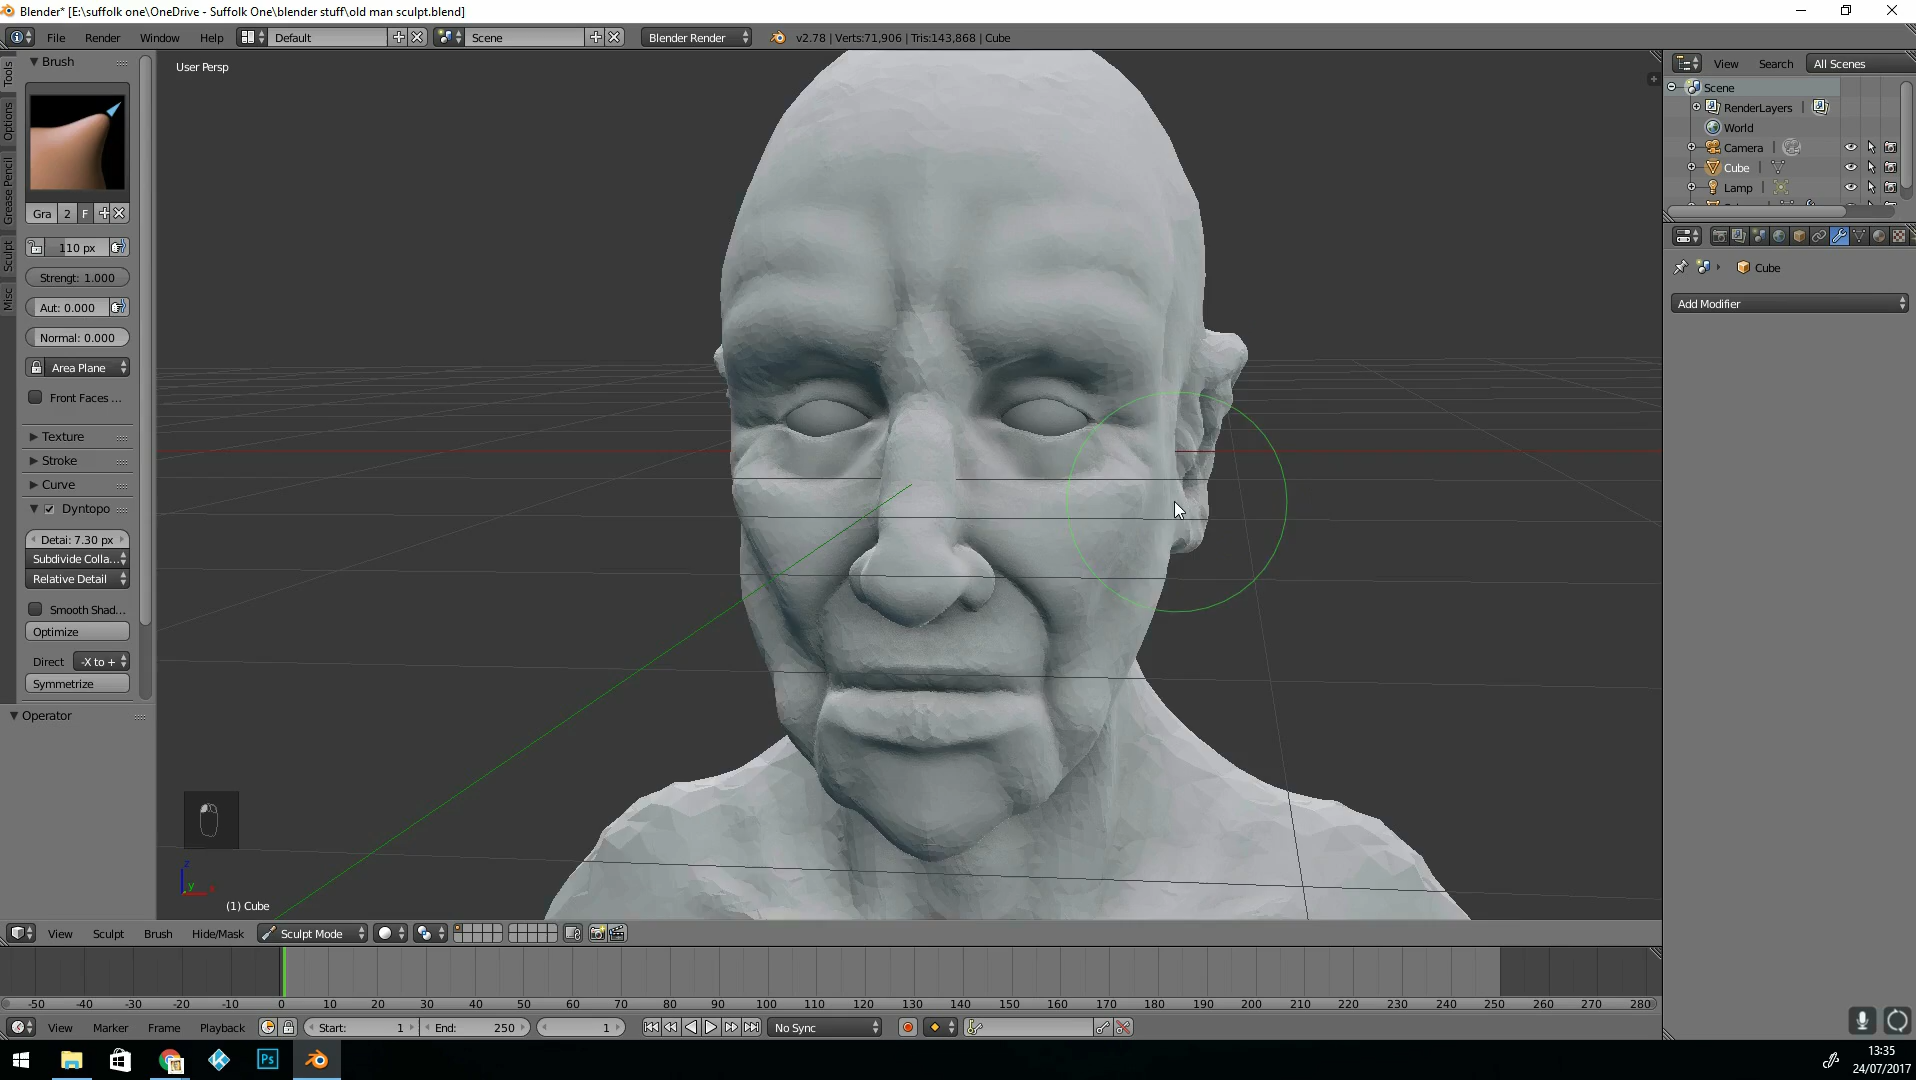 Blender* [E:\suffolk one\OneDrive - Suffolk One\blender stuff\old man sculpt.blend]
File Render Window Help Default Scene Blender Render v2.78 | Verts:71,906 | Tris:143,868 | Cube
Tools
Options
Grease Pencil
Sculpt
Misc
Brush
Gra 2 F
110 px
Strengt: 1.000
Aut: 0.000
Normal: 0.000
Area Plane
Front Faces ...
Texture
Stroke
Curve
Dyntopo
Detai: 7.30 px
Subdivide Colla...
Relative Detail
Smooth Shad...
Optimize
Direct -X to +
Symmetrize
Operator
User Persp
z
y
x
(1) Cube
View Search All Scenes
Scene
RenderLayers |
World
Camera |
Cube |
Lamp |
Cube
Add Modifier
View Sculpt Brush Hide/Mask Sculpt Mode
-50 -40 -30 -20 -10 0 10 20 30 40 50 60 70 80 90 100 110 120 130 140 150 160 170 180 190 200 210 220 230 240 250 260 270 280
View Marker Frame Playback Start: 1 End: 250 1 No Sync
Ps
13:35
24/07/2017